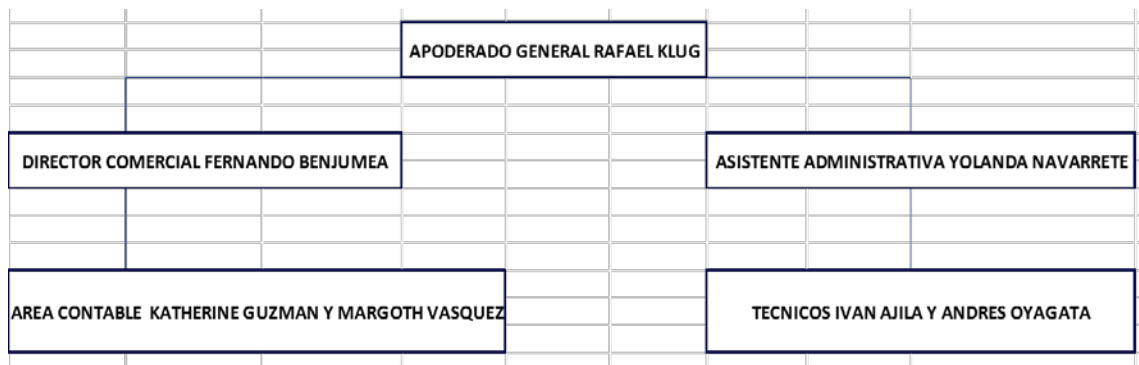 APODERADO GENERAL RAFAEL KLUG
DIRECTOR COMERCIAL FERNANDO BENJUMEA
ASISTENTE ADMINISTRATIVA YOLANDA NAVARRETE
AREA CONTABLE KATHERINE GUZMAN Y MARGOTH VASQUEZ
TECNICOS IVAN AJILA Y ANDRES OYAGATA